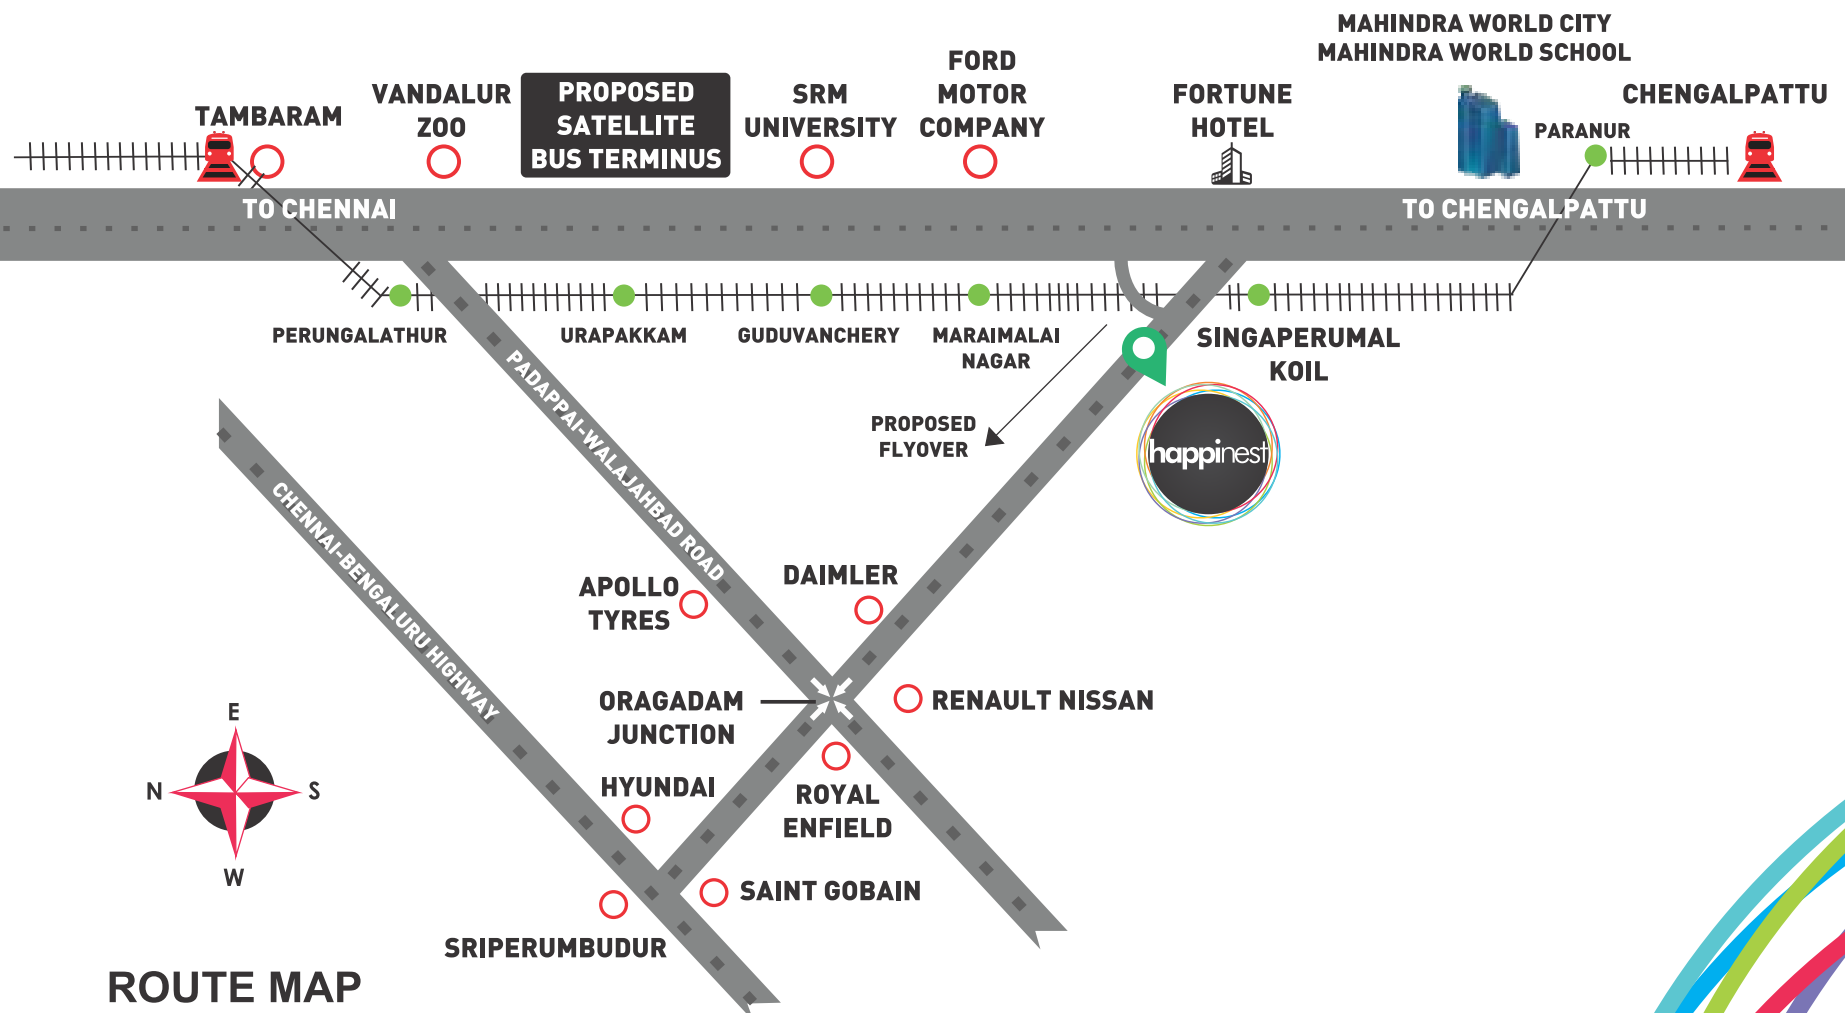 MAHINDRA WORLD CITY
MAHINDRA WORLD SCHOOL
TAMBARAM
VANDALUR
ZOO
PROPOSED
SATELLITE
BUS TERMINUS
SRM
UNIVERSITY
FORD
MOTOR
COMPANY
FORTUNE
HOTEL
PARANUR
CHENGALPATTU
TO CHENNAI
TO CHENGALPATTU
PERUNGALATHUR
URAPAKKAM
GUDUVANCHERY
MARAIMALAI
NAGAR
SINGAPERUMAL
KOIL
PROPOSED
FLYOVER
happinest
PADAPPAI-WALAJAHBAD ROAD
CHENNAI-BENGALURU HIGHWAY
APOLLO
TYRES
DAIMLER
ORAGADAM
JUNCTION
RENAULT NISSAN
HYUNDAI
ROYAL
ENFIELD
SAINT GOBAIN
SRIPERUMBUDUR
E
N
S
W
ROUTE MAP